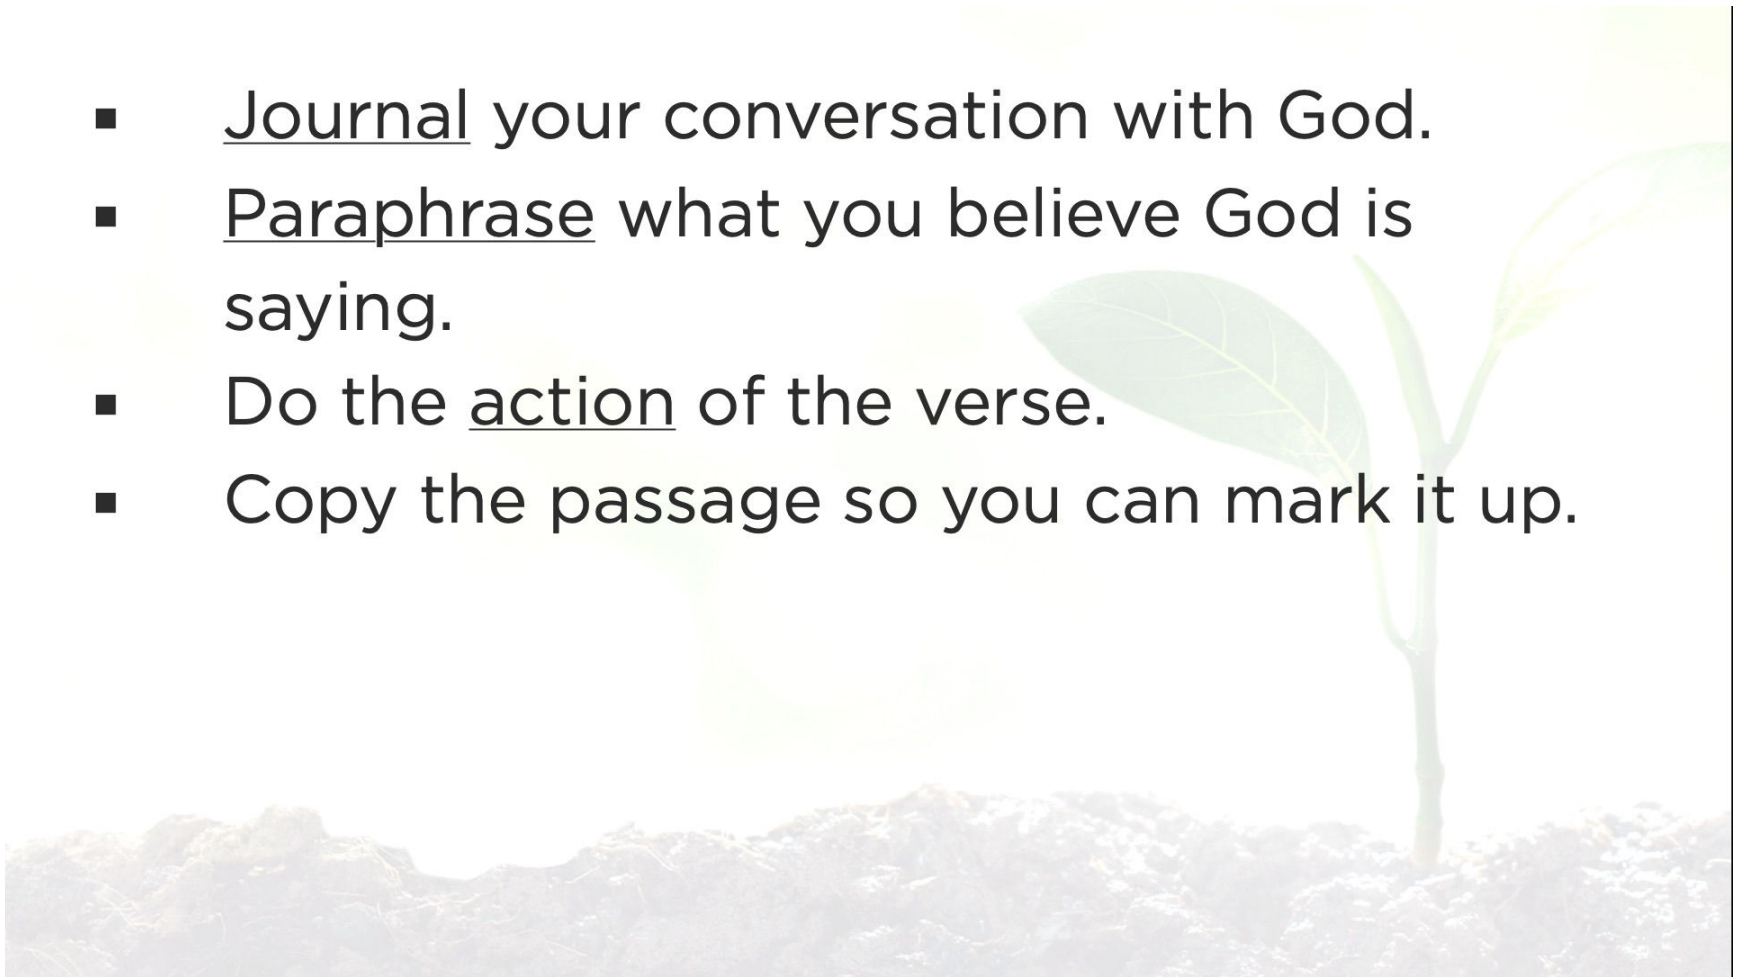 ▪ Journal your conversation with God.
▪ Paraphrase what you believe God is
saying.
▪ Do the action of the verse.
▪ Copy the passage so you can mark it up.